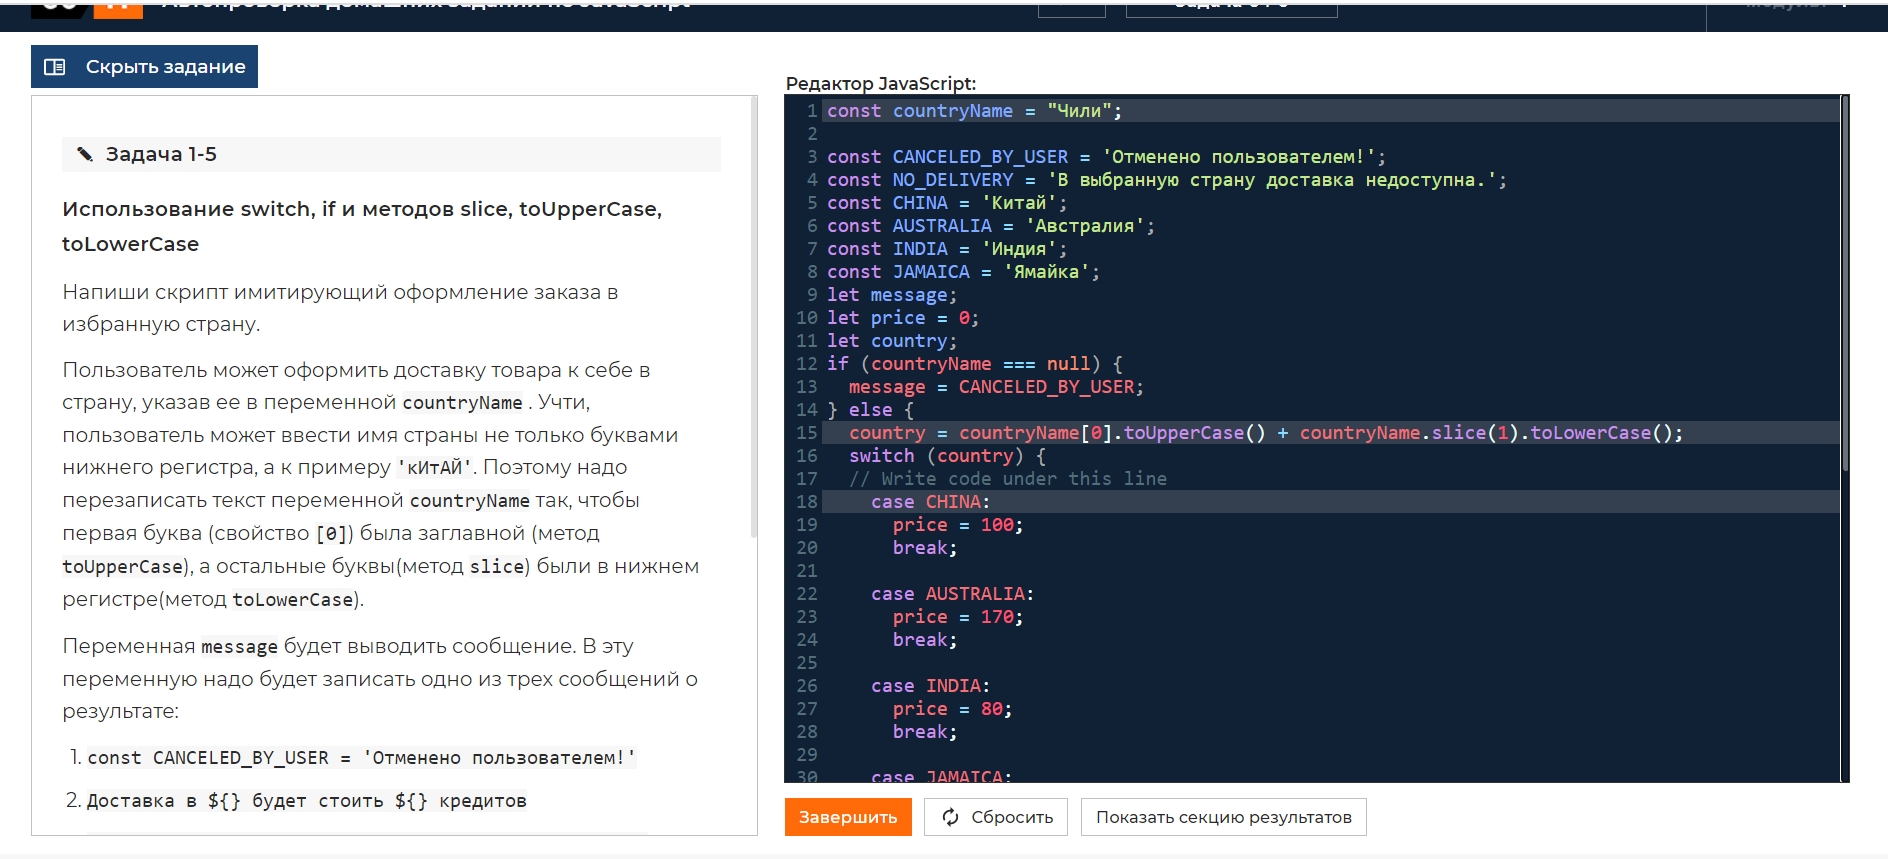 Автопроверка домашних заданий по JavaScript
Скрыть задание
Задача 1-5
Использование switch, if и методов slice, toUpperCase,
toLowerCase
Напиши скрипт имитирующий оформление заказа в
избранную страну.
Пользователь может оформить доставку товара к себе в
страну, указав ее в переменной countryName . Учти,
пользователь может ввести имя страны не только буквами
нижнего регистра, а к примеру 'кИтАЙ'. Поэтому надо
перезаписать текст переменной countryName так, чтобы
первая буква (свойство [0]) была заглавной (метод
toUpperCase), а остальные буквы(метод slice) были в нижнем
регистре(метод toLowerCase).
Переменная message будет выводить сообщение. В эту
переменную надо будет записать одно из трех сообщений о
результате:
1. const CANCELED_BY_USER = 'Отменено пользователем!'
2. Доставка в ${} будет стоить ${} кредитов
Редактор JavaScript:
1 const countryName = "Чили";
2
3 const CANCELED_BY_USER = 'Отменено пользователем!';
4 const NO_DELIVERY = 'В выбранную страну доставка недоступна.';
5 const CHINA = 'Китай';
6 const AUSTRALIA = 'Австралия';
7 const INDIA = 'Индия';
8 const JAMAICA = 'Ямайка';
9 let message;
10 let price = 0;
11 let country;
12 if (countryName === null) {
13 message = CANCELED_BY_USER;
14 } else {
15 country = countryName[0].toUpperCase() + countryName.slice(1).toLowerCase();
16 switch (country) {
17 // Write code under this line
18 case CHINA:
19 price = 100;
20 break;
21
22 case AUSTRALIA:
23 price = 170;
24 break;
25
26 case INDIA:
27 price = 80;
28 break;
29
30 case JAMAICA:
Завершить
Сбросить
Показать секцию результатов